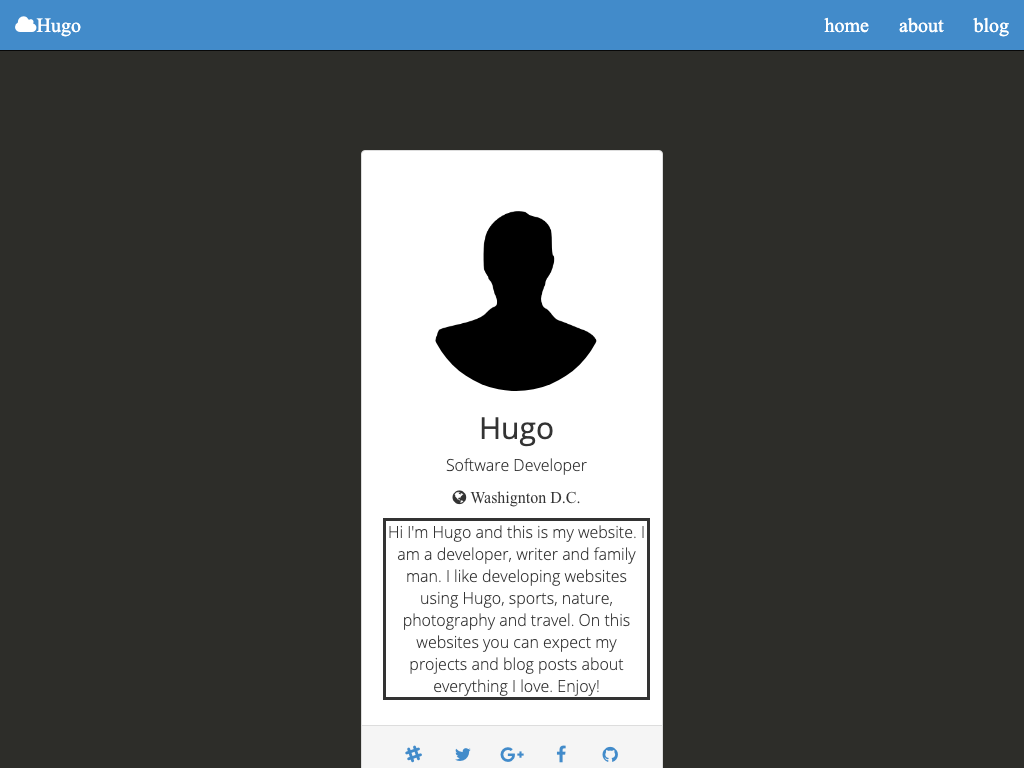 Hugo
home about blog
Hugo
Software Developer
Washignton D.C.
Hi I'm Hugo and this is my website. I
am a developer, writer and family
man. I like developing websites
using Hugo, sports, nature,
photography and travel. On this
websites you can expect my
projects and blog posts about
everything I love. Enjoy!